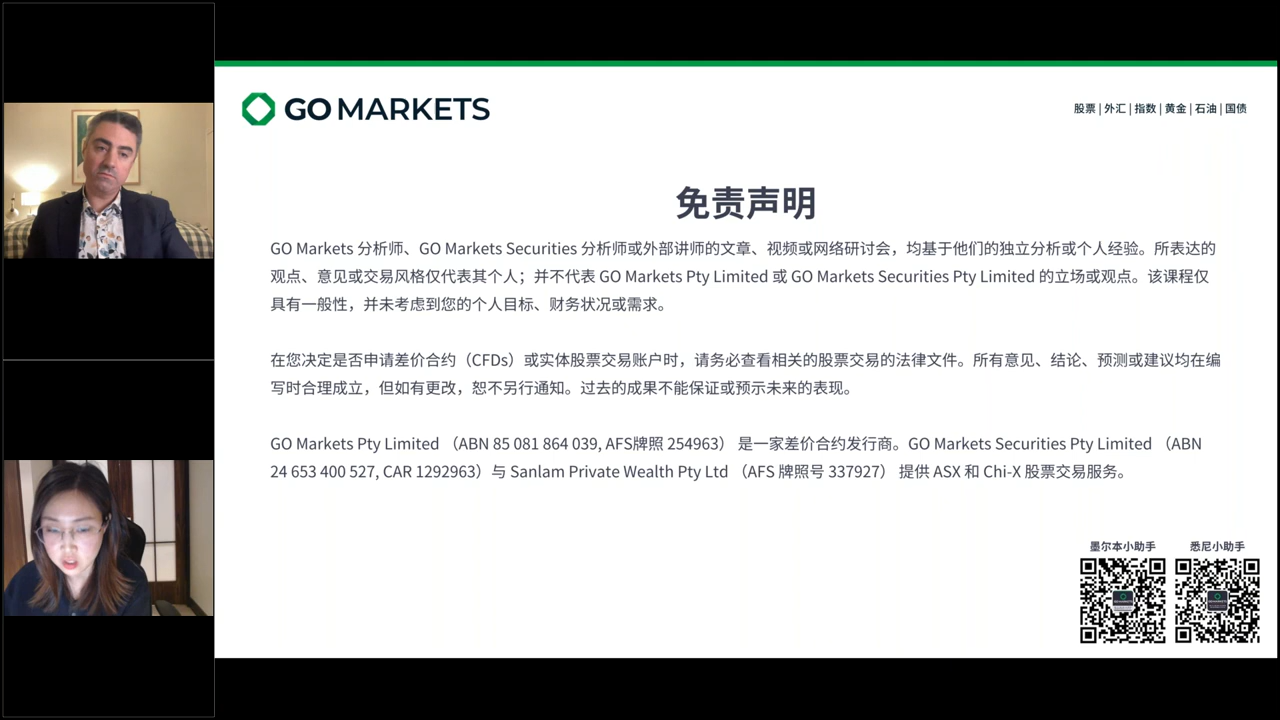 GO MARKETS
股票 | 外汇 | 指数 | 黄金 | 石油 | 国债
免责声明
GO Markets 分析师、GO Markets Securities 分析师或外部讲师的文章、视频或网络研讨会，均基于他们的独立分析或个人经验。所表达的
观点、意见或交易风格仅代表其个人；并不代表 GO Markets Pty Limited 或 GO Markets Securities Pty Limited 的立场或观点。该课程仅
具有一般性，并未考虑到您的个人目标、财务状况或需求。
在您决定是否申请差价合约（CFDs）或实体股票交易账户时，请务必查看相关的股票交易的法律文件。所有意见、结论、预测或建议均在编
写时合理成立，但如有更改，恕不另行通知。过去的成果不能保证或预示未来的表现。
GO Markets Pty Limited （ABN 85 081 864 039, AFS牌照 254963） 是一家差价合约发行商。GO Markets Securities Pty Limited （ABN
24 653 400 527, CAR 1292963）与 Sanlam Private Wealth Pty Ltd （AFS 牌照号 337927） 提供 ASX 和 Chi-X 股票交易服务。
墨尔本小助手 悉尼小助手